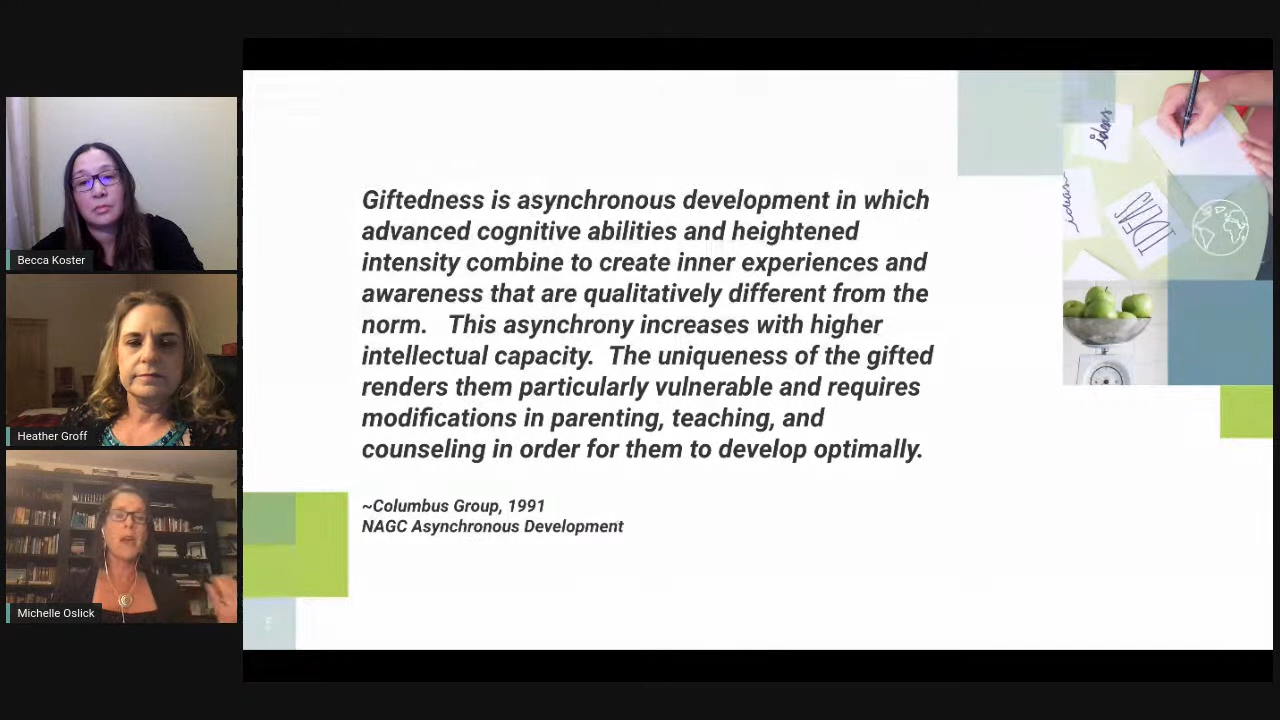 Becca Koster
Heather Groff
Michelle Oslick
Giftedness is asynchronous development in which
advanced cognitive abilities and heightened
intensity combine to create inner experiences and
awareness that are qualitatively different from the
norm.   This asynchrony increases with higher
intellectual capacity.  The uniqueness of the gifted
renders them particularly vulnerable and requires
modifications in parenting, teaching, and
counseling in order for them to develop optimally.
~Columbus Group, 1991
NAGC Asynchronous Development
ideas
ideas
IDEAS